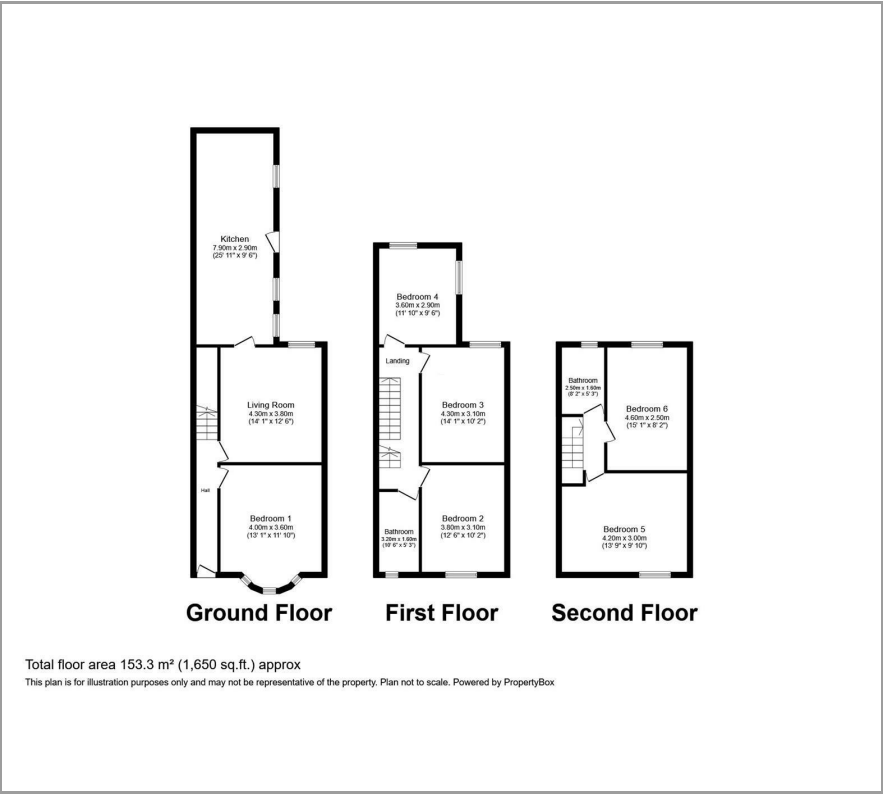 Kitchen
7.90m x 2.90m
(25' 11" x 9' 6")
Living Room
4.30m x 3.80m
(14' 1" x 12' 6")
Hall
Bedroom 1
4.00m x 3.60m
(13' 1" x 11' 10")
Ground Floor
Bedroom 4
3.60m x 2.90m
(11' 10" x 9' 6")
Landing
Bedroom 3
4.30m x 3.10m
(14' 1" x 10' 2")
Bedroom 2
3.80m x 3.10m
(12' 6" x 10' 2")
Bathroom
3.20m x 1.60m
(10' 6" x 5' 3")
First Floor
Bathroom
2.50m x 1.60m
(8' 2" x 5' 3")
Bedroom 6
4.60m x 2.50m
(15' 1" x 8' 2")
Bedroom 5
4.20m x 3.00m
(13' 9" x 9' 10")
Second Floor
Total floor area 153.3 m² (1,650 sq.ft.) approx
This plan is for illustration purposes only and may not be representative of the property. Plan not to scale. Powered by PropertyBox